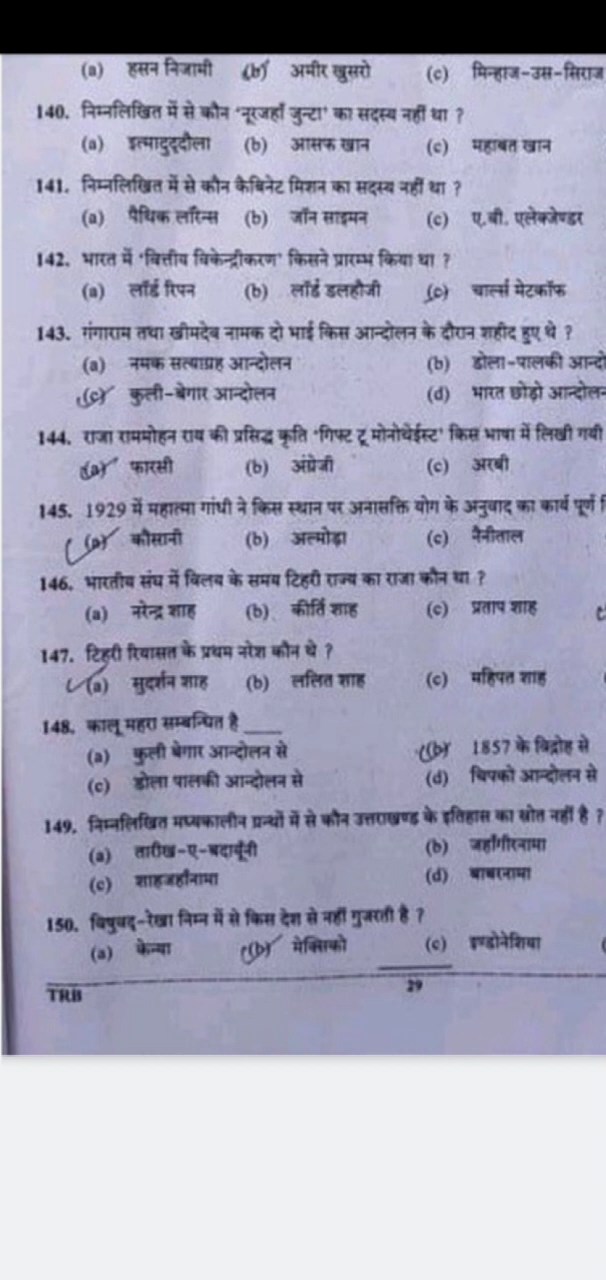 (a) हसन निजामी (b) अमीर खुसरो (c) मिन्हाज-उस-सिराज
140. निम्नलिखित में से कौन 'नूरजहाँ जुन्टा' का सदस्य नहीं था ?
(a) इत्मादुद्दौला (b) आसफ खान (c) महाबत खान
141. निम्नलिखित में से कौन कैबिनेट मिशन का सदस्य नहीं था ?
(a) पैथिक लॉरेन्स (b) जॉन साइमन (c) ए.वी. एलेक्जेण्डर
142. भारत में 'वित्तीय विकेन्द्रीकरण' किसने प्रारम्भ किया था ?
(a) लॉर्ड रिपन (b) लॉर्ड डलहौजी (c) चार्ल्स मेटकॉफ
143. गंगाराम तथा खीमदेव नामक दो भाई किस आन्दोलन के दौरान शहीद हुए थे ?
(a) नमक सत्याग्रह आन्दोलन (b) डोला-पालकी आन्दो
(c) कुली-बेगार आन्दोलन (d) भारत छोड़ो आन्दोलन
144. राजा राममोहन राय की प्रसिद्ध कृति 'गिफ्ट टू मोनोथेईस्ट' किस भाषा में लिखी गयी
(a) फारसी (b) अंग्रेजी (c) अरबी
145. 1929 में महात्मा गांधी ने किस स्थान पर अनासक्ति योग के अनुवाद का कार्य पूर्ण
(a) कौसानी (b) अल्मोड़ा (c) नैनीताल
146. भारतीय संघ में विलय के समय टिहरी राज्य का राजा कौन था ?
(a) नरेन्द्र शाह (b) कीर्ति शाह (c) प्रताप शाह
147. टिहरी रियासत के प्रथम नरेश कौन थे ?
(a) सुदर्शन शाह (b) ललित शाह (c) महिपत शाह
148. कालू महरा सम्बन्धित है ____
(a) कुली बेगार आन्दोलन से (b) 1857 के विद्रोह से
(c) डोला पालकी आन्दोलन से (d) चिपको आन्दोलन से
149. निम्नलिखित मध्यकालीन ग्रन्थों में से कौन उत्तराखण्ड के इतिहास का स्रोत नहीं है ?
(a) तारीख-ए-बदायूँनी (b) जहाँगीरनामा
(c) शाहजहाँनामा (d) बाबरनामा
150. विषुवद्-रेखा निम्न में से किस देश से नहीं गुजरती है ?
(a) केन्या (b) मेक्सिको (c) इण्डोनेशिया
TRB 29